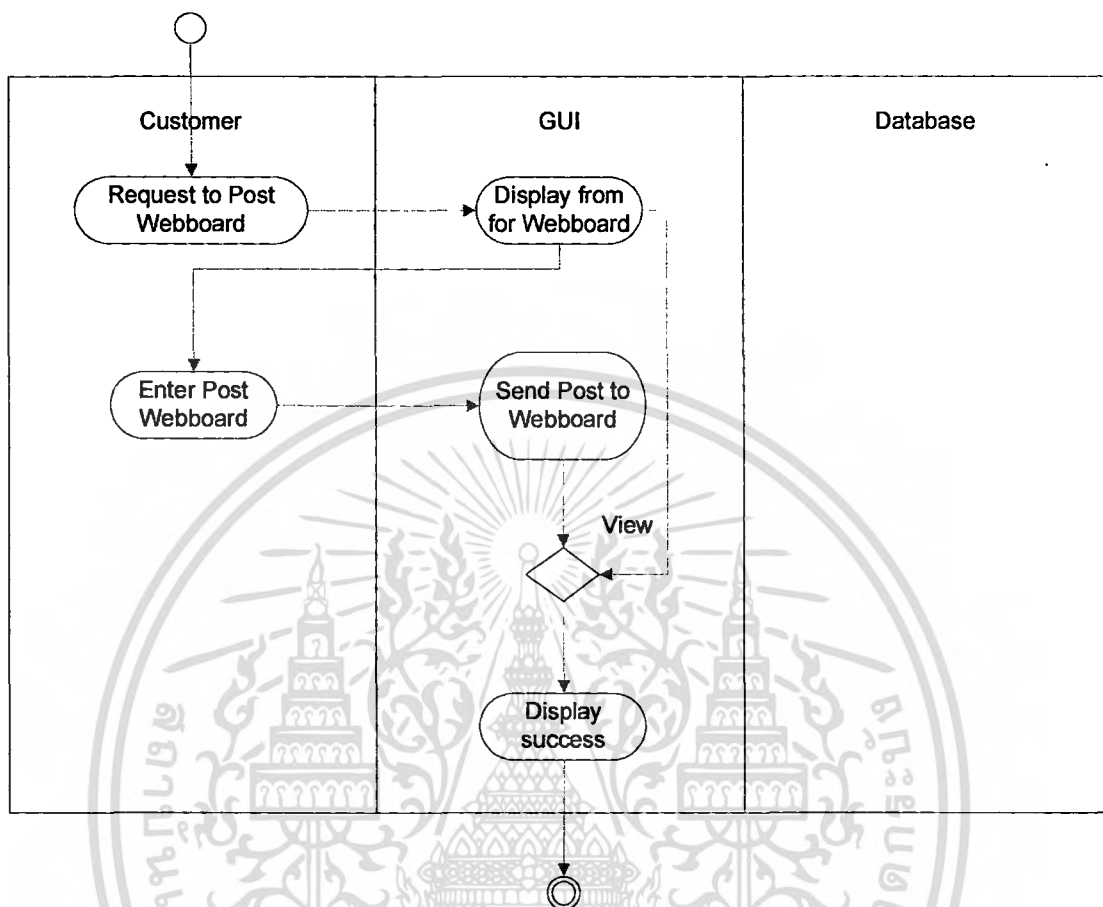 Customer
GUI
Database
Request to Post
Webboard
Display from
for Webboard
Enter Post
Webboard
Send Post to
Webboard
View
Display
success